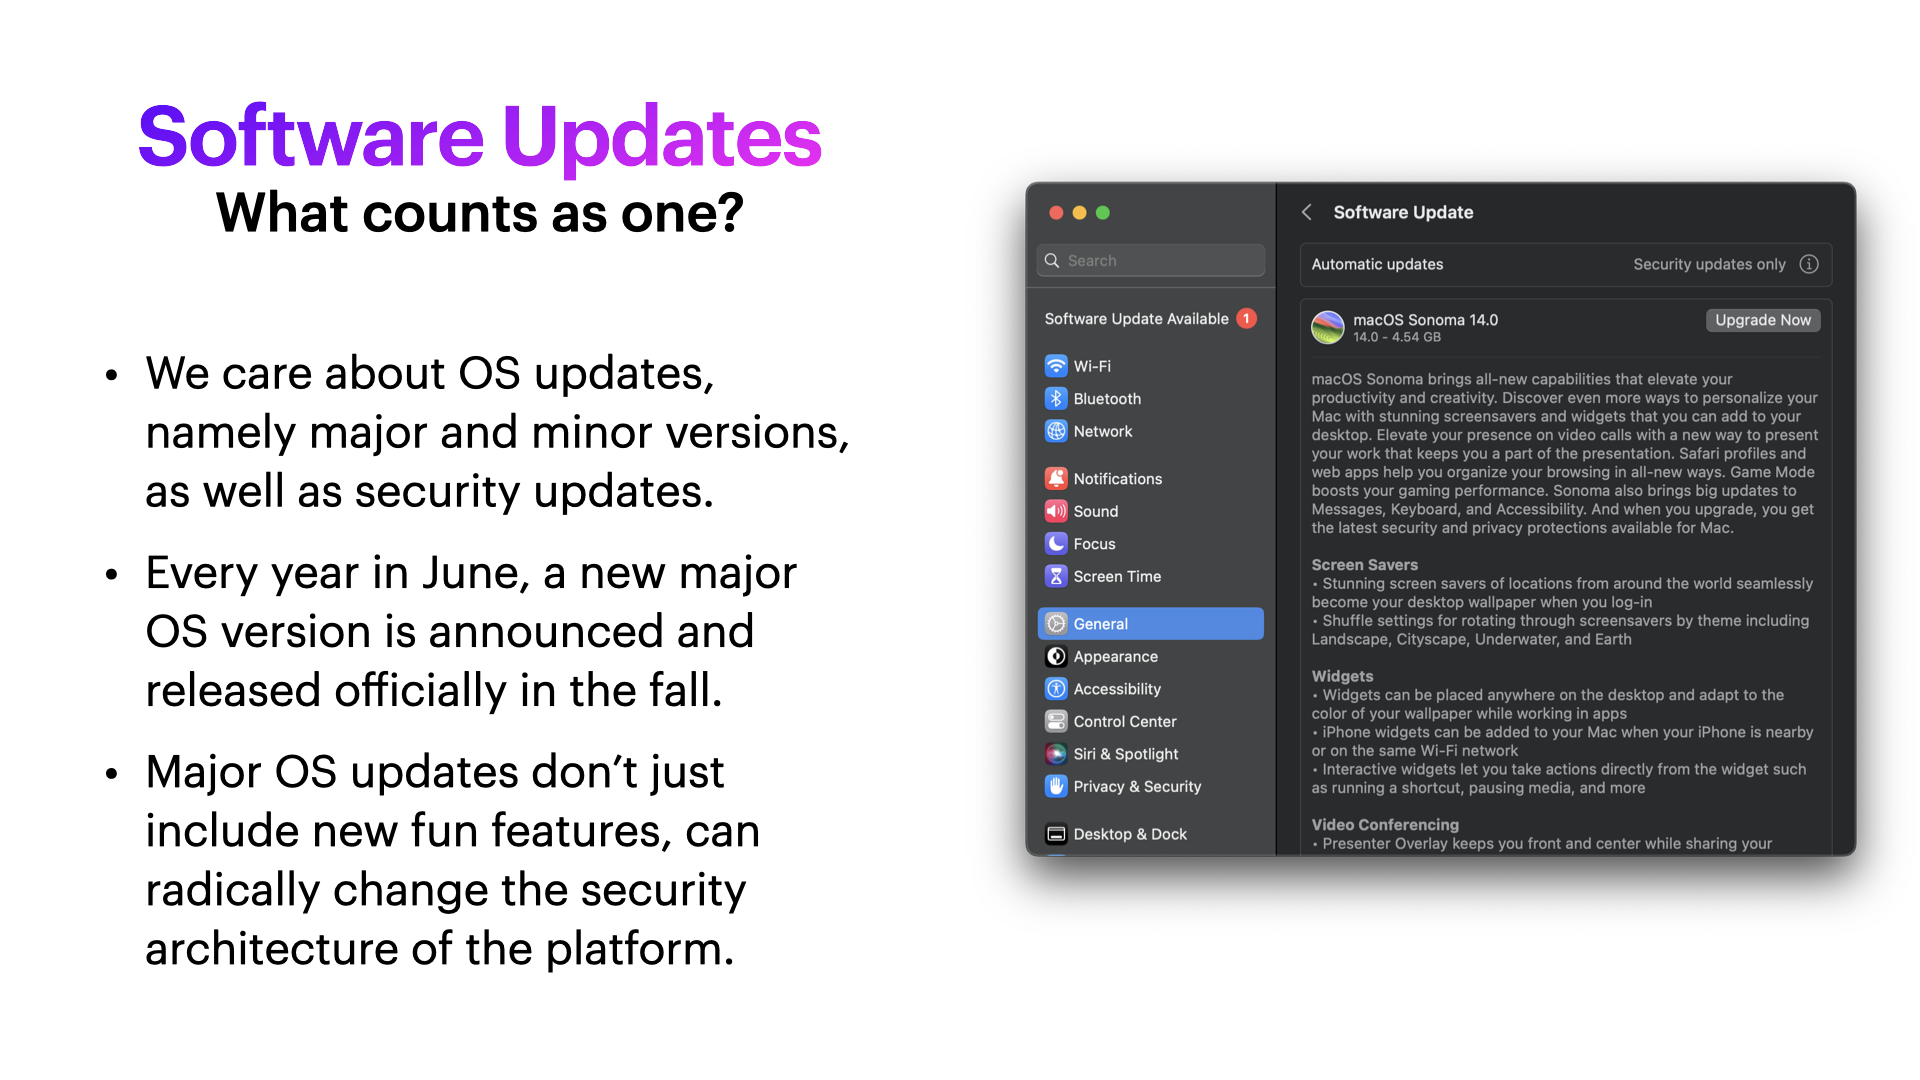 Software Updates
What counts as one?
• We care about OS updates,
namely major and minor versions,
as well as security updates.
• Every year in June, a new major
OS version is announced and
released officially in the fall.
• Major OS updates don’t just
include new fun features, can
radically change the security
architecture of the platform.
Search
Software Update Available 1
Wi-Fi
Bluetooth
Network
Notifications
Sound
Focus
Screen Time
General
Appearance
Accessibility
Control Center
Siri & Spotlight
Privacy & Security
Desktop & Dock
Software Update
Automatic updates Security updates only
macOS Sonoma 14.0 Upgrade Now
14.0 - 4.54 GB
macOS Sonoma brings all-new capabilities that elevate your
productivity and creativity. Discover even more ways to personalize your
Mac with stunning screensavers and widgets that you can add to your
desktop. Elevate your presence on video calls with a new way to present
your work that keeps you a part of the presentation. Safari profiles and
web apps help you organize your browsing in all-new ways. Game Mode
boosts your gaming performance. Sonoma also brings big updates to
Messages, Keyboard, and Accessibility. And when you upgrade, you get
the latest security and privacy protections available for Mac.
Screen Savers
• Stunning screen savers of locations from around the world seamlessly
become your desktop wallpaper when you log-in
• Shuffle settings for rotating through screensavers by theme including
Landscape, Cityscape, Underwater, and Earth
Widgets
• Widgets can be placed anywhere on the desktop and adapt to the
color of your wallpaper while working in apps
• iPhone widgets can be added to your Mac when your iPhone is nearby
or on the same Wi-Fi network
• Interactive widgets let you take actions directly from the widget such
as running a shortcut, pausing media, and more
Video Conferencing
• Presenter Overlay keeps you front and center while sharing your